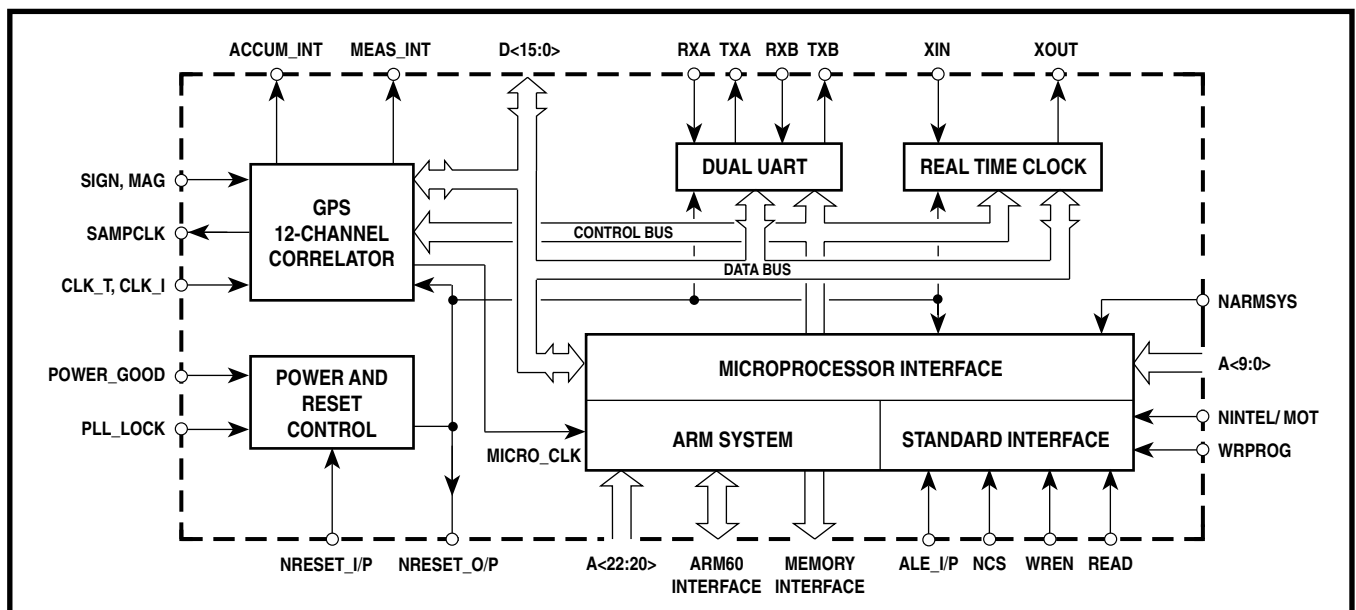 ACCUM_INT
MEAS_INT
D<15:0>
RXA
TXA
RXB
TXB
XIN
XOUT
SIGN, MAG
SAMPCLK
CLK_T, CLK_I
GPS
12-CHANNEL
CORRELATOR
DUAL UART
REAL TIME CLOCK
CONTROL BUS
DATA BUS
NARMSYS
A<9:0>
NINTEL/ MOT
WRPROG
POWER_GOOD
PLL_LOCK
POWER AND
RESET
CONTROL
MICROPROCESSOR INTERFACE
ARM SYSTEM
STANDARD INTERFACE
MICRO_CLK
NRESET_I/P
NRESET_O/P
A<22:20>
ARM60
INTERFACE
MEMORY
INTERFACE
ALE_I/P
NCS
WREN
READ